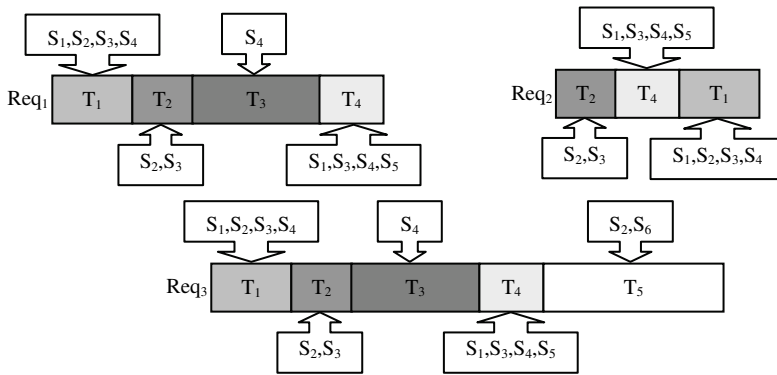 S₁,S₂,S₃,S₄
S₄
Req₁ T₁ T₂ T₃ T₄
S₂,S₃
S₁,S₃,S₄,S₅
S₁,S₃,S₄,S₅
Req₂ T₂ T₄ T₁
S₂,S₃
S₁,S₂,S₃,S₄
S₁,S₂,S₃,S₄
S₄
S₂,S₆
Req₃ T₁ T₂ T₃ T₄ T₅
S₂,S₃
S₁,S₃,S₄,S₅